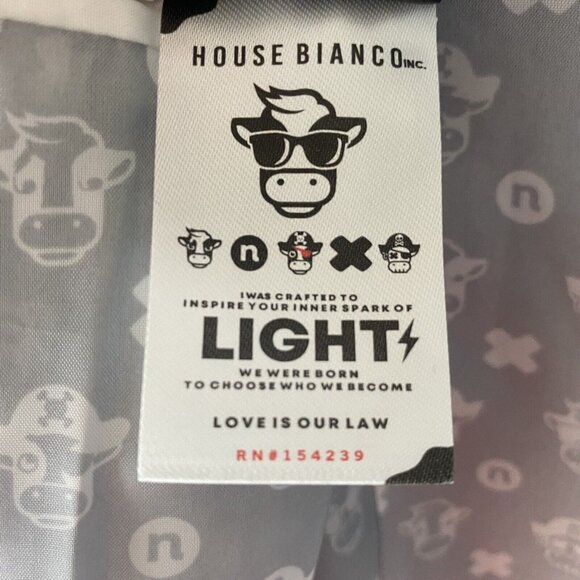 HOUSE BIANCO INC.
n
I WAS CRAFTED TO
INSPIRE YOUR INNER SPARK OF
LIGHT
WE WERE BORN
TO CHOOSE WHO WE BECOME
LOVE IS OUR LAW
RN#154239
n
n
n